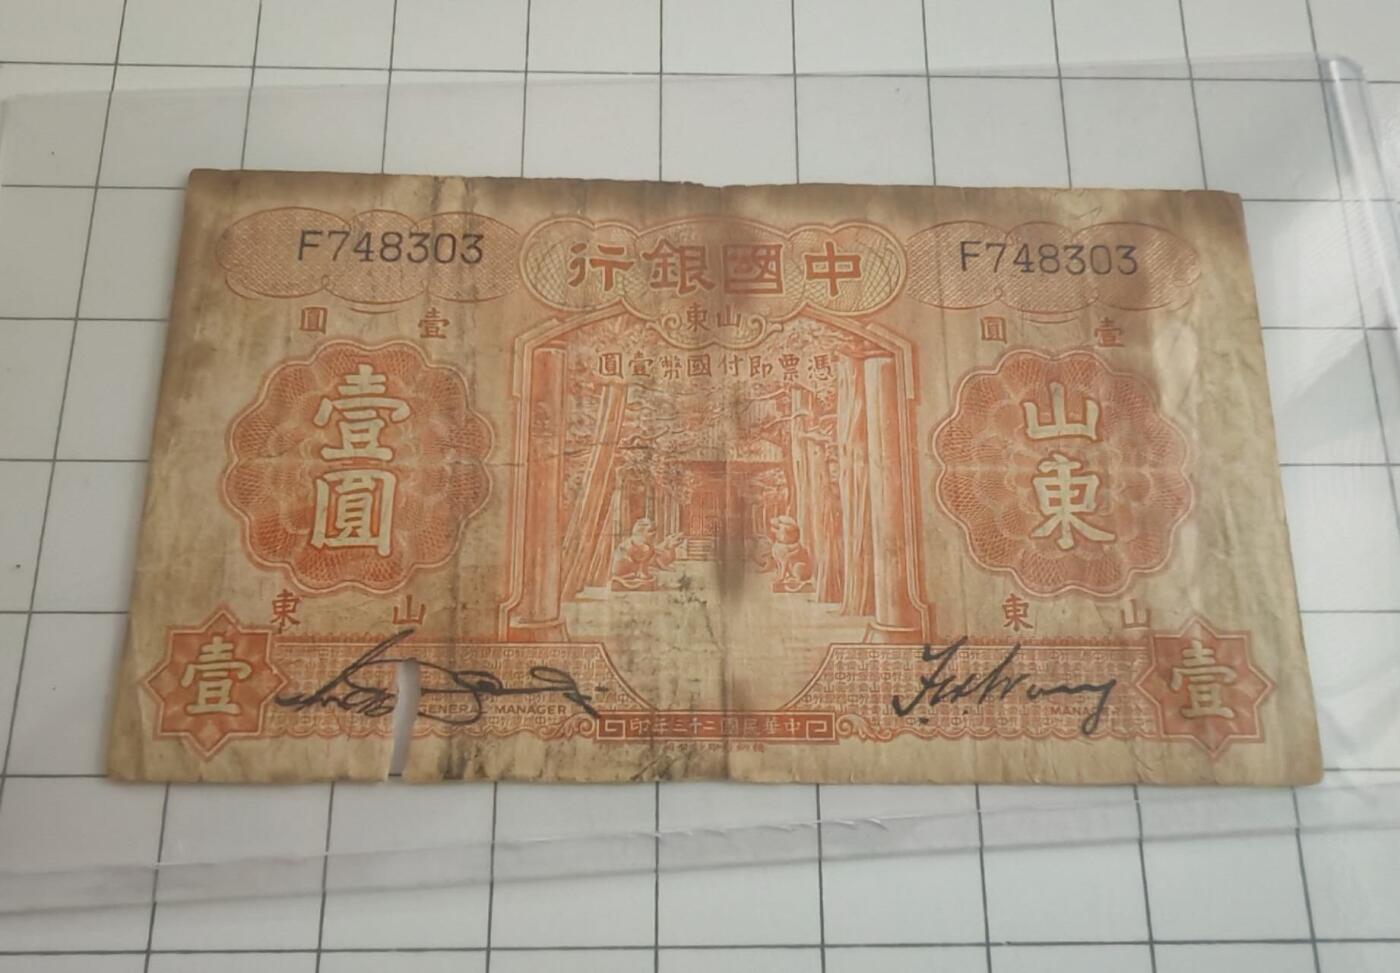 F748303
中國銀行
F748303
山東
壹圓
壹圓
憑票即付國幣壹圓
壹圓
山東
山東
山東
壹
壹
GENERAL MANAGER
MANAGER
中華民國二十三年印